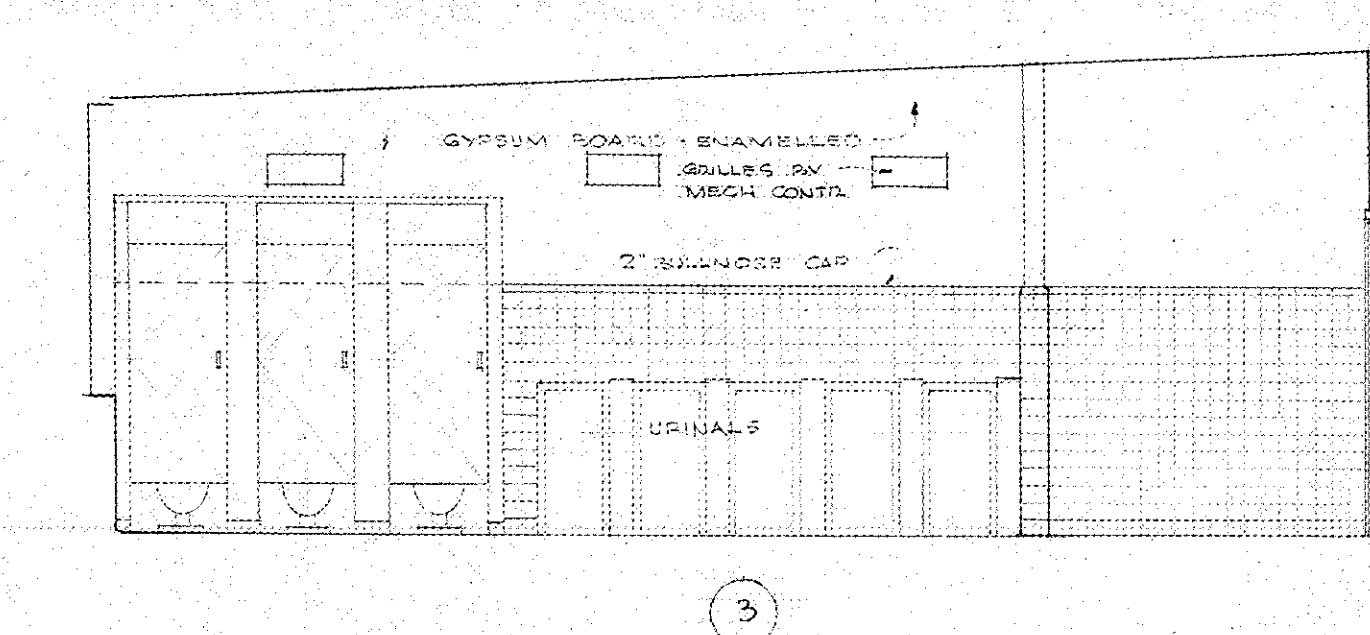 GYPSUM BOARD - ENAMELLED
GRILLES BY
MECH CONTR.
2" BULLNOSE CAP
URINALS
3